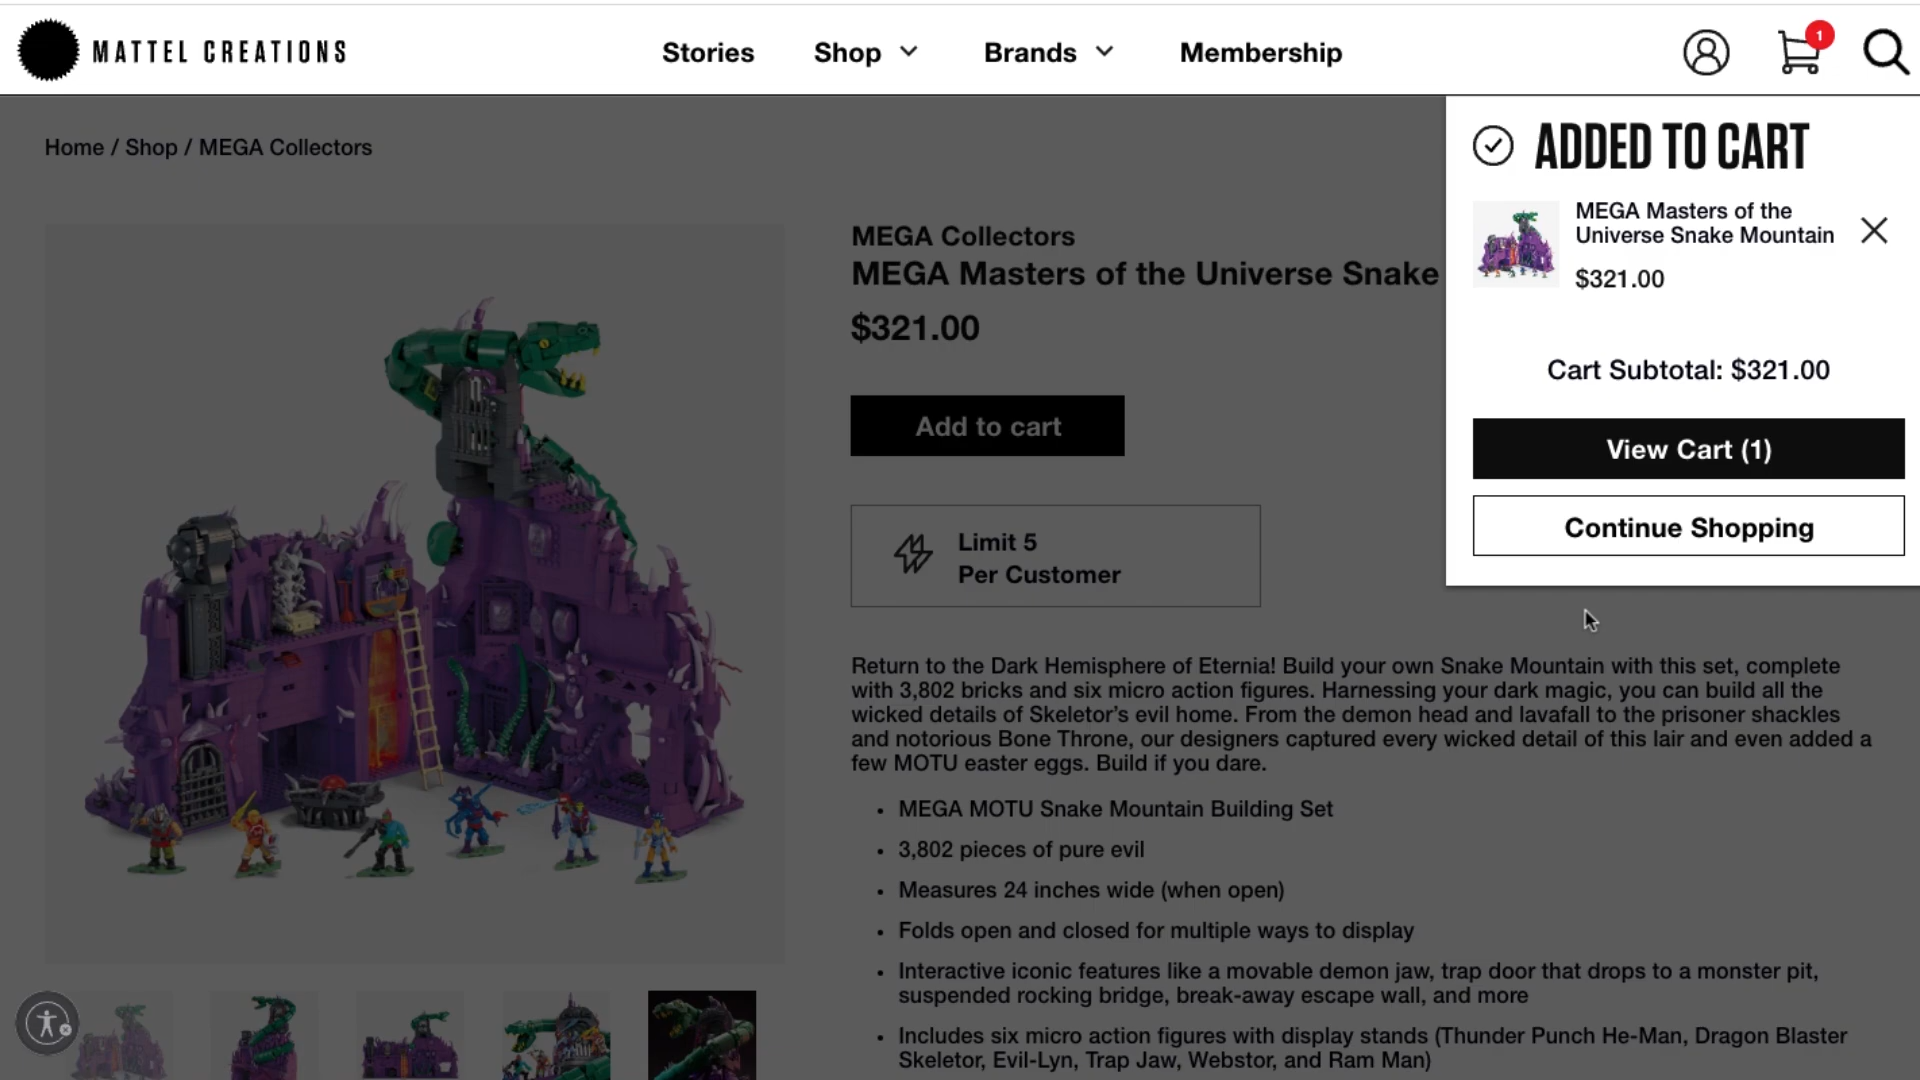 MATTEL CREATIONS
Stories
Shop
Brands
Membership
1
Home / Shop / MEGA Collectors
MEGA Collectors
MEGA Masters of the Universe Snake
$321.00
Add to cart
Limit 5
Per Customer
ADDED TO CART
MEGA Masters of the
Universe Snake Mountain
$321.00
Cart Subtotal: $321.00
View Cart (1)
Continue Shopping
Return to the Dark Hemisphere of Eternia! Build your own Snake Mountain with this set, complete
with 3,802 bricks and six micro action figures. Harnessing your dark magic, you can build all the
wicked details of Skeletor’s evil home. From the demon head and lavafall to the prisoner shackles
and notorious Bone Throne, our designers captured every wicked detail of this lair and even added a
few MOTU easter eggs. Build if you dare.
• MEGA MOTU Snake Mountain Building Set
• 3,802 pieces of pure evil
• Measures 24 inches wide (when open)
• Folds open and closed for multiple ways to display
• Interactive iconic features like a movable demon jaw, trap door that drops to a monster pit,
suspended rocking bridge, break-away escape wall, and more
• Includes six micro action figures with display stands (Thunder Punch He-Man, Dragon Blaster
Skeletor, Evil-Lyn, Trap Jaw, Webstor, and Ram Man)